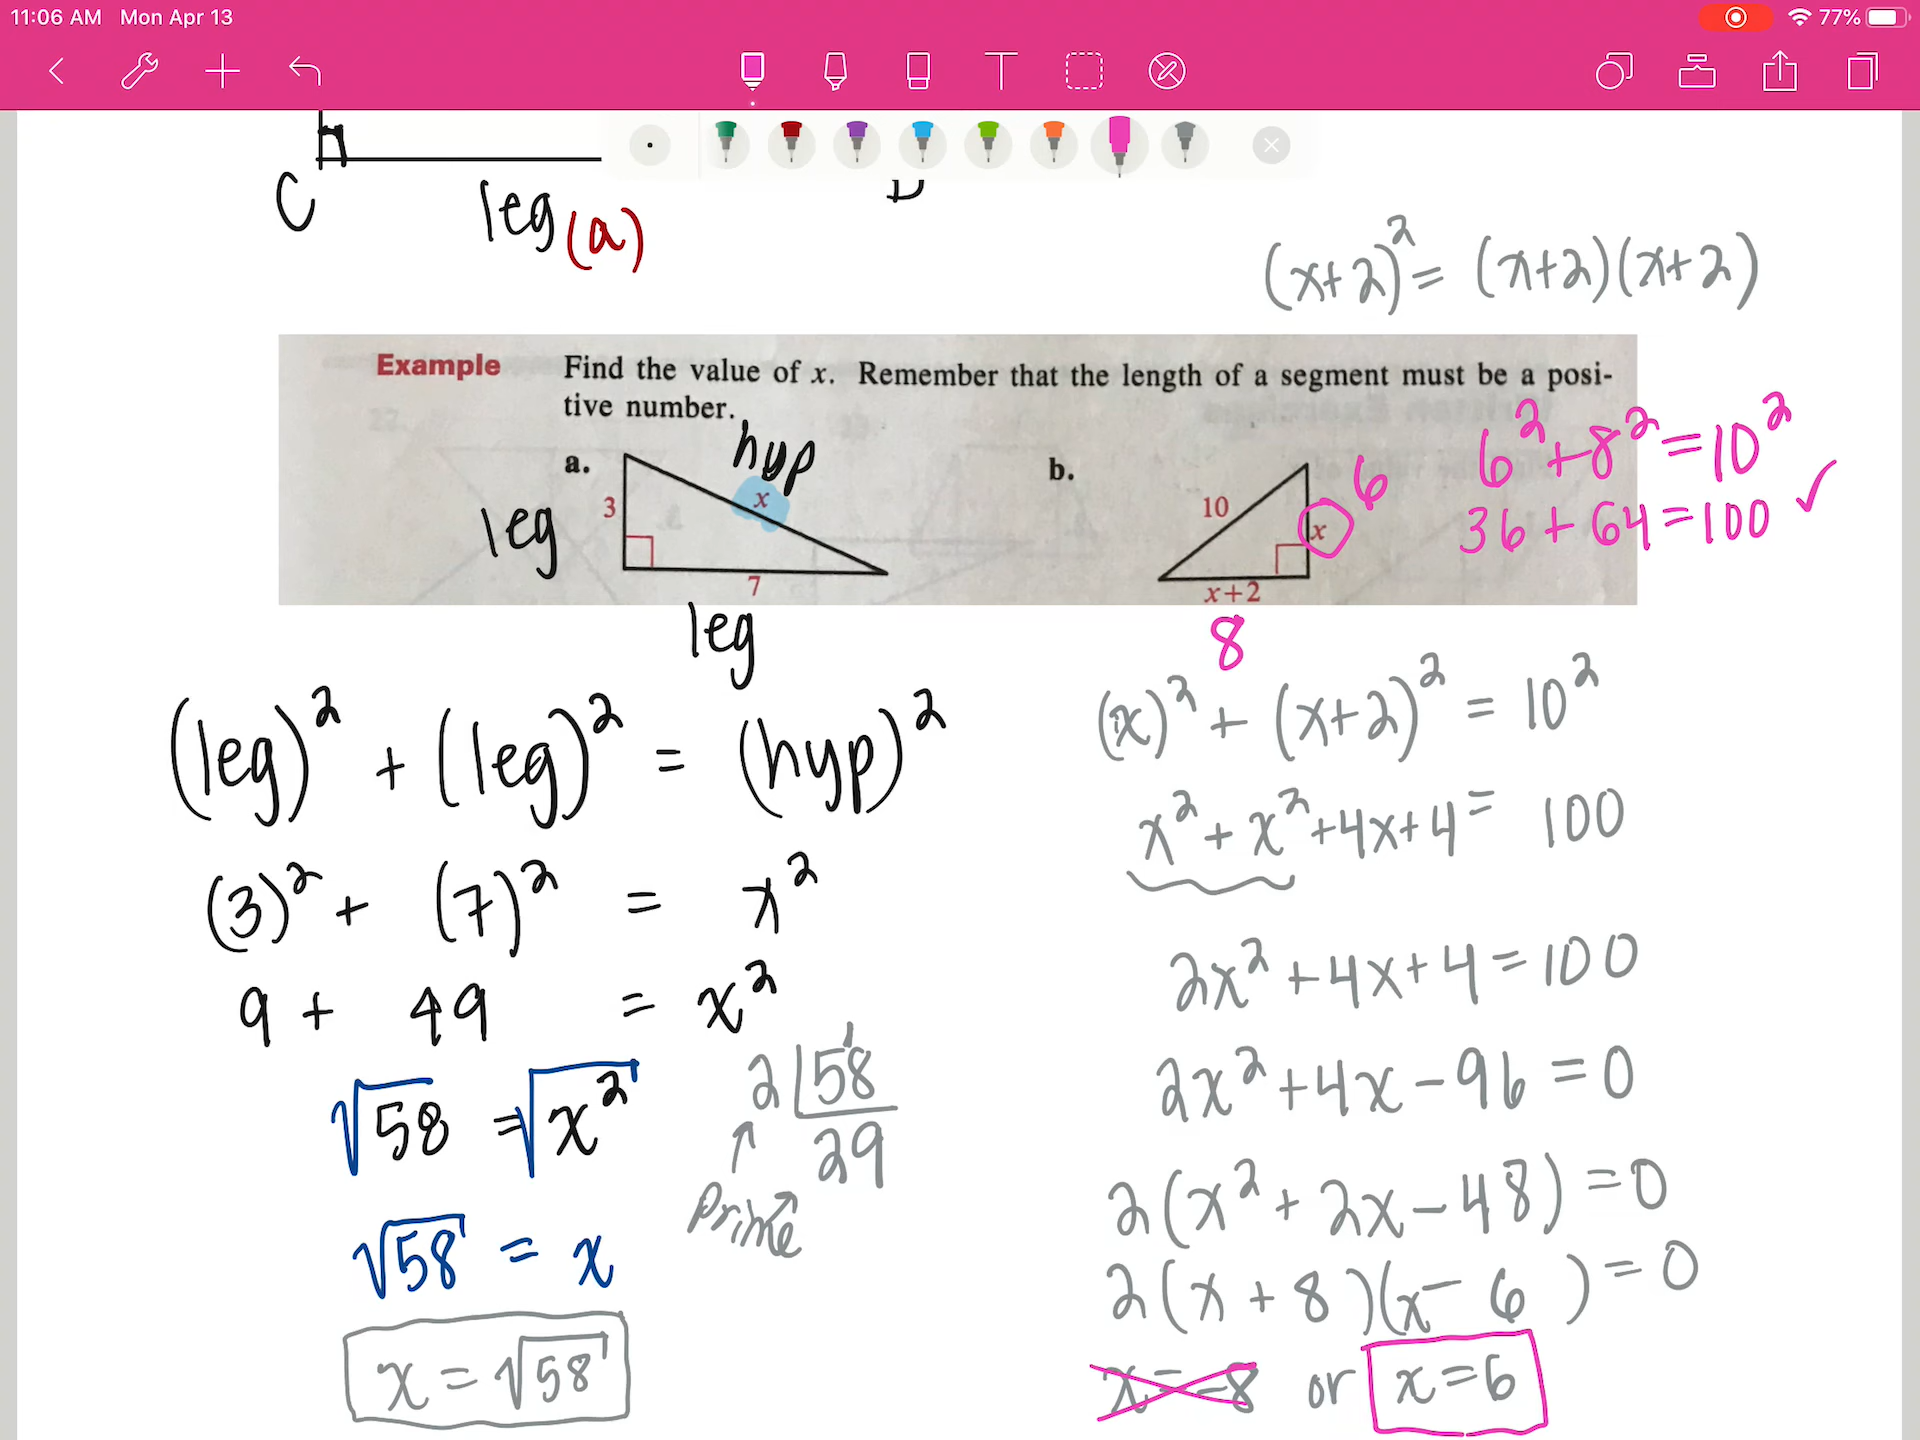 11:06 AM Mon Apr 13
77%
C
leg (a)
(x+2)² = (x+2)(x+2)
Example Find the value of x. Remember that the length of a segment must be a posi-
tive number.
a.
hyp
x
3
leg
7
leg
b.
10
x
6
x+2
8
6² + 8² = 10²
36 + 64 = 100 ✓
(leg)² + (leg)² = (hyp)²
(3)² + (7)² = x²
9 + 49 = x²
√58 = √x²
2 58
29
Prime
√58 = x
x = √58
(x)² + (x+2)² = 10²
x² + x² + 4x + 4 = 100
2x² + 4x + 4 = 100
2x² + 4x - 96 = 0
2(x² + 2x - 48) = 0
2(x + 8)(x - 6) = 0
x = -8 or x = 6